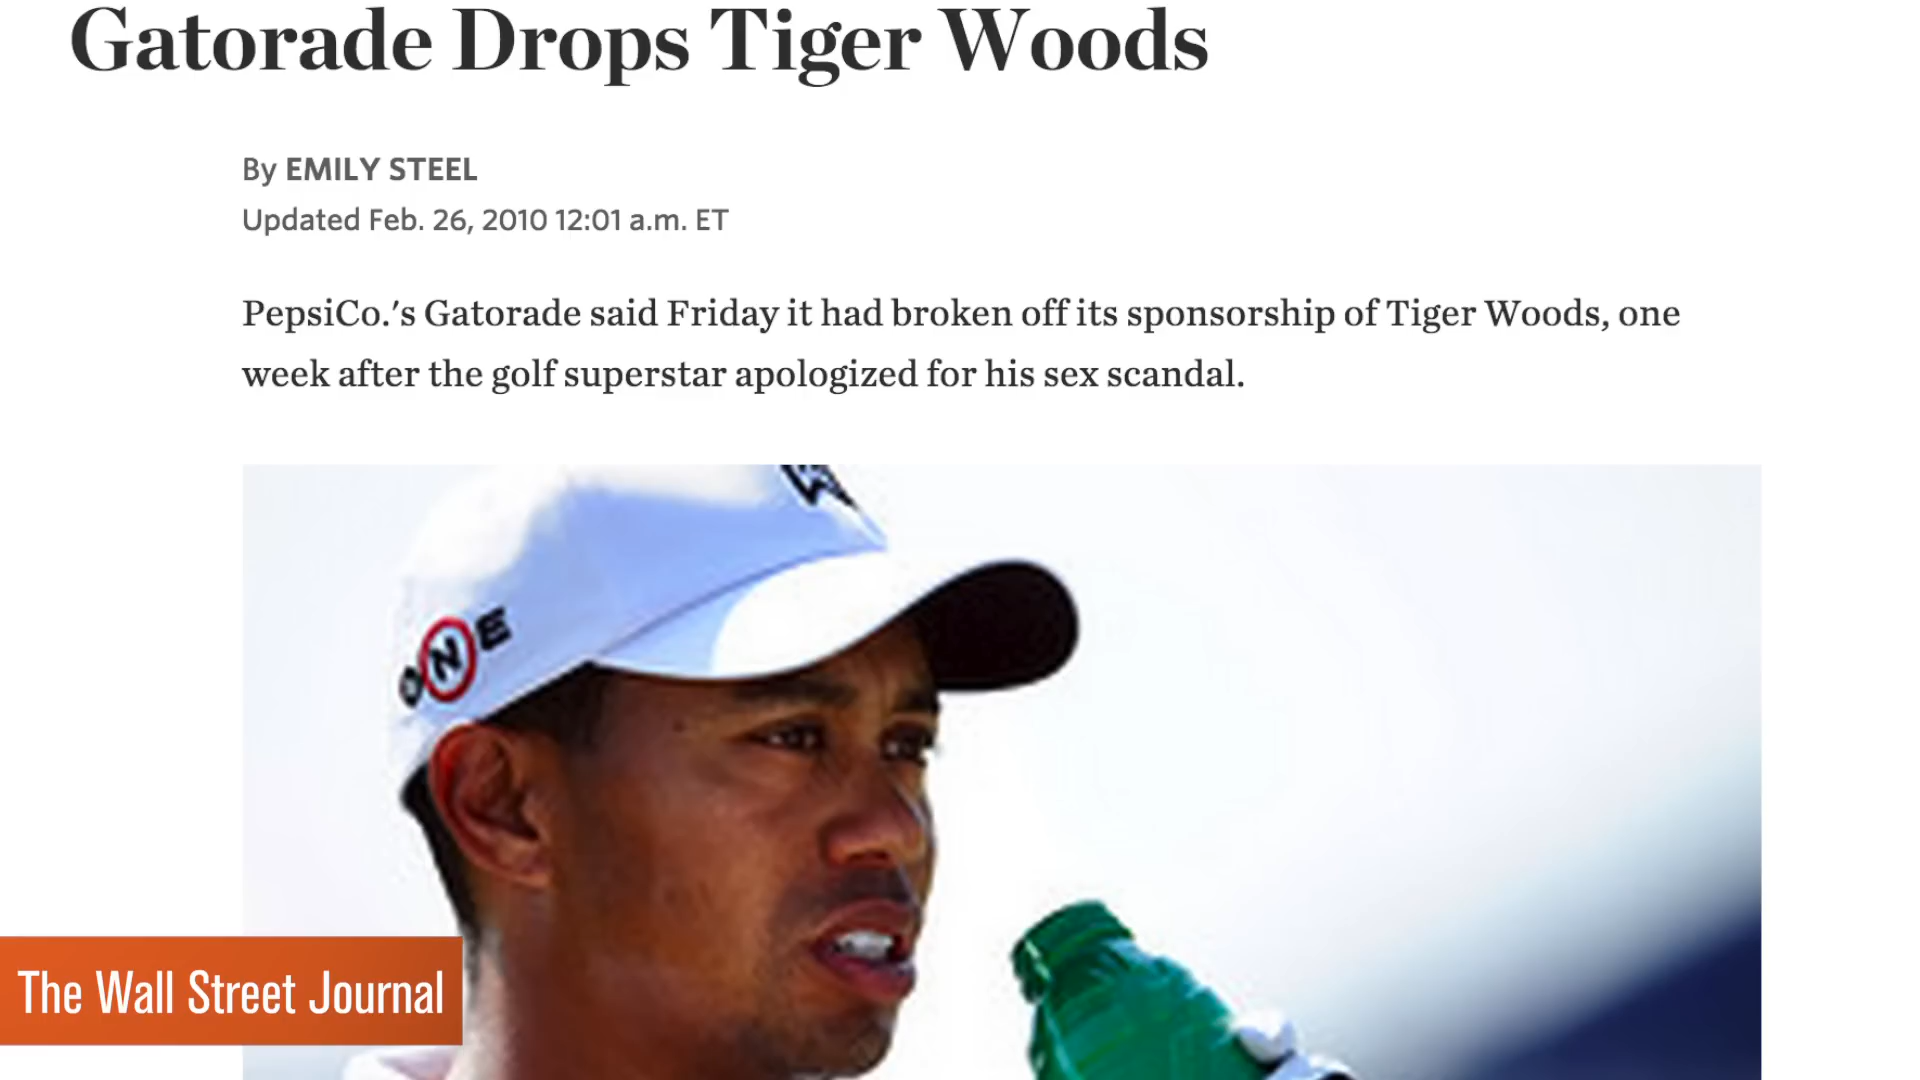 Gatorade Drops Tiger Woods
By EMILY STEEL
Updated Feb. 26, 2010 12:01 a.m. ET
PepsiCo.'s Gatorade said Friday it had broken off its sponsorship of Tiger Woods, one
week after the golf superstar apologized for his sex scandal.
ONE
The Wall Street Journal